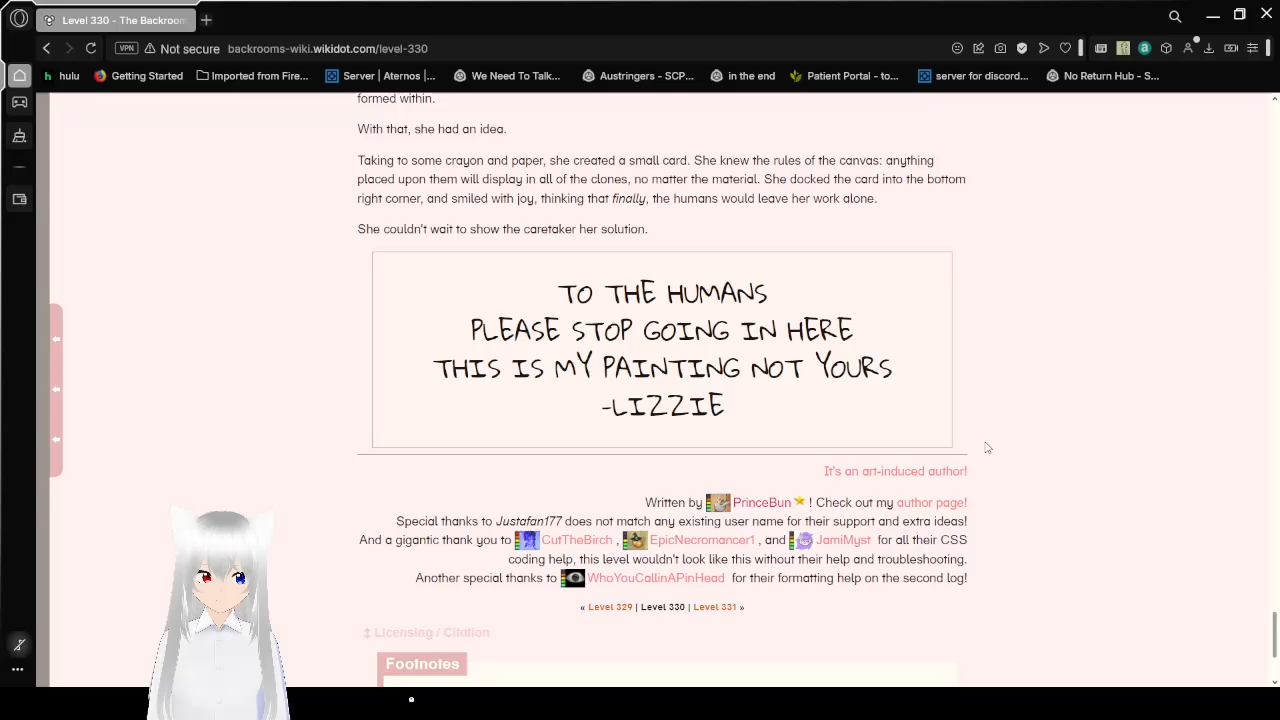 Level 330 - The Backroom
VPN
Not secure
backrooms-wiki.wikidot.com/level-330
hulu
Getting Started
Imported from Fire...
Server | Aternos |...
We Need To Talk...
Austringers - SCP...
in the end
Patient Portal - to...
server for discord...
No Return Hub - S...
formed within.
With that, she had an idea.
Taking to some crayon and paper, she created a small card. She knew the rules of the canvas: anything
placed upon them will display in all of the clones, no matter the material. She docked the card into the bottom
right corner, and smiled with joy, thinking that finally, the humans would leave her work alone.
She couldn't wait to show the caretaker her solution.
TO THE HUMANS
PLEASE STOP GOING IN HERE
THIS IS MY PAINTING NOT YOURS
-LIZZIE
It's an art-induced author!
Written by PrinceBun ! Check out my author page!
Special thanks to Justafan177 does not match any existing user name for their support and extra ideas!
And a gigantic thank you to CutTheBirch , EpicNecromancer1 , and JamiMyst for all their CSS
coding help, this level wouldn't look like this without their help and troubleshooting.
Another special thanks to WhoYouCallinAPinHead for their formatting help on the second log!
« Level 329 | Level 330 | Level 331 »
Licensing / Citation
Footnotes